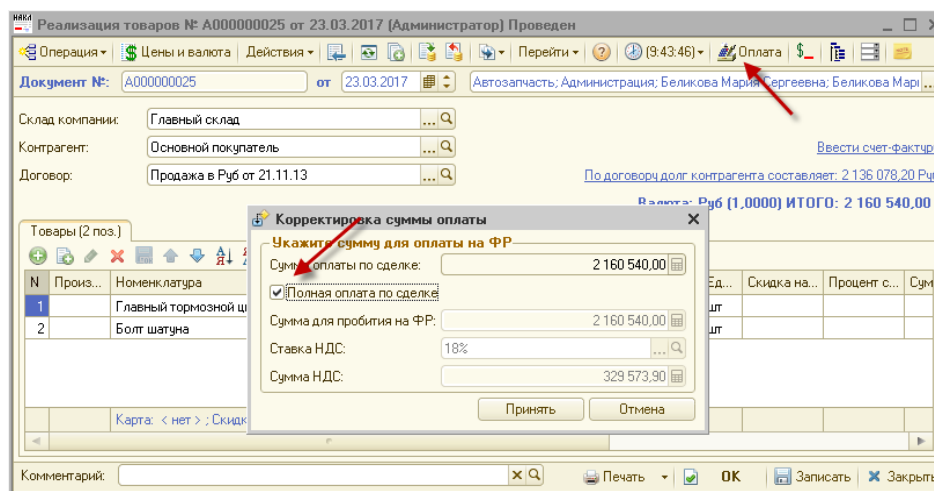 Реализация товаров № А000000025 от 23.03.2017 (Администратор) Проведен
Операция Цены и валюта Действия Перейти (9:43:46) Оплата
Документ №: А000000025 от 23.03.2017 Автозапчасть; Администрация; Беликова Мария Сергеевна; Беликова Мари...
Склад компании: Главный склад
Контрагент: Основной покупатель Ввести счет-фактур
Договор: Продажа в Руб от 21.11.13 По договору долг контрагента составляет: 2 136 078,20 Ру
Валюта: Руб (1,0000) ИТОГО: 2 160 540,00
Товары (2 поз.)
N Произ... Номенклатура Ед... Скидка на... Процент с... Сум
1 Главный тормозной ц шт
2 Болт шатуна шт
Карта: < нет > ; Скидк
Корректировка суммы оплаты
Укажите сумму для оплаты на ФР
Сумма оплаты по сделке: 2 160 540,00
Полная оплата по сделке
Сумма для пробития на ФР: 2 160 540,00
Ставка НДС: 18%
Сумма НДС: 329 573,90
Принять Отмена
Комментарий: Печать OK Записать Закрыть